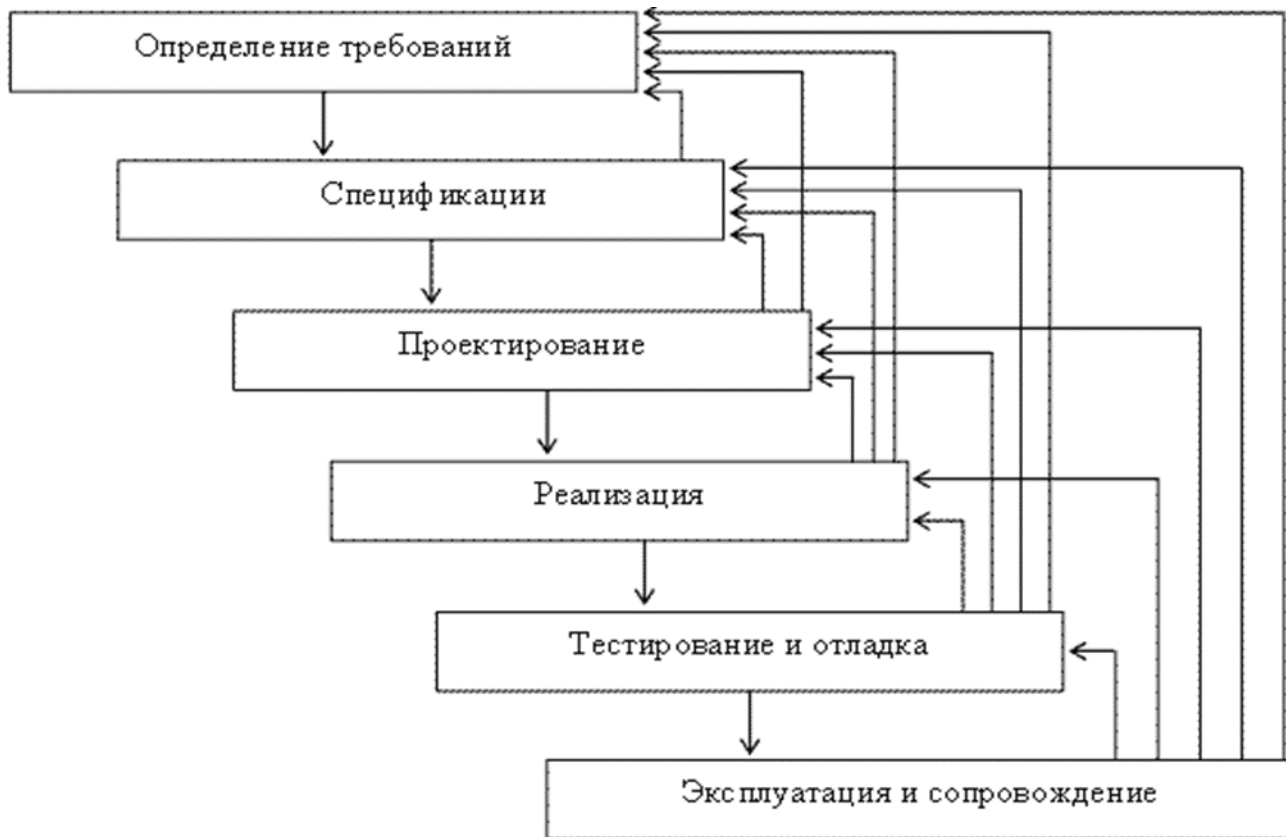 Определение требований
Спецификации
Проектирование
Реализация
Тестирование и отладка
Эксплуатация и сопровождение